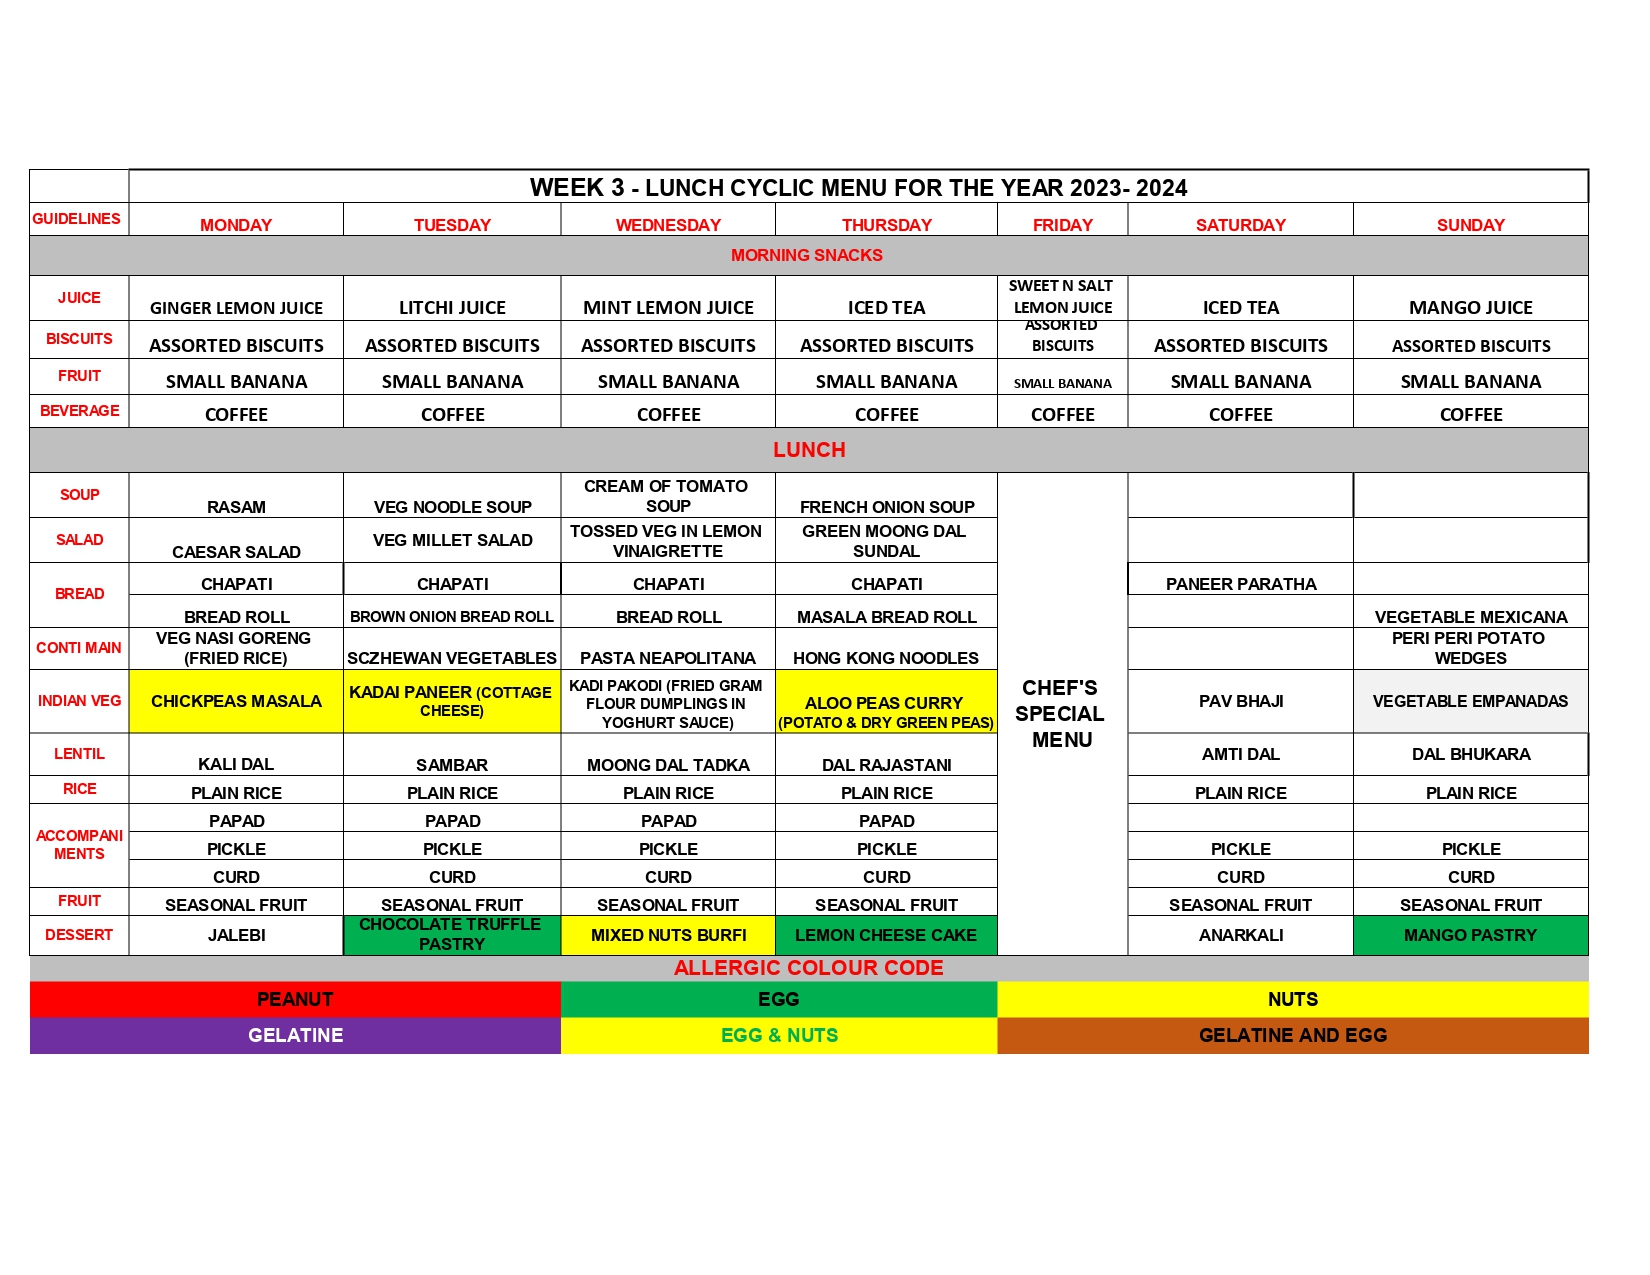 WEEK 3 - LUNCH CYCLIC MENU FOR THE YEAR 2023- 2024
GUIDELINES MONDAY TUESDAY WEDNESDAY THURSDAY FRIDAY SATURDAY SUNDAY
MORNING SNACKS
JUICE GINGER LEMON JUICE LITCHI JUICE MINT LEMON JUICE ICED TEA SWEET N SALT LEMON JUICE ICED TEA MANGO JUICE
BISCUITS ASSORTED BISCUITS ASSORTED BISCUITS ASSORTED BISCUITS ASSORTED BISCUITS ASSORTED BISCUITS ASSORTED BISCUITS ASSORTED BISCUITS
FRUIT SMALL BANANA SMALL BANANA SMALL BANANA SMALL BANANA SMALL BANANA SMALL BANANA SMALL BANANA
BEVERAGE COFFEE COFFEE COFFEE COFFEE COFFEE COFFEE COFFEE
LUNCH
SOUP RASAM VEG NOODLE SOUP CREAM OF TOMATO SOUP FRENCH ONION SOUP
SALAD CAESAR SALAD VEG MILLET SALAD TOSSED VEG IN LEMON VINAIGRETTE GREEN MOONG DAL SUNDAL
BREAD CHAPATI CHAPATI CHAPATI CHAPATI PANEER PARATHA
BREAD ROLL BROWN ONION BREAD ROLL BREAD ROLL MASALA BREAD ROLL VEGETABLE MEXICANA
CONTI MAIN VEG NASI GORENG (FRIED RICE) SCZHEWAN VEGETABLES PASTA NEAPOLITANA HONG KONG NOODLES PERI PERI POTATO WEDGES
INDIAN VEG CHICKPEAS MASALA KADAI PANEER (COTTAGE CHEESE) KADI PAKODI (FRIED GRAM FLOUR DUMPLINGS IN YOGHURT SAUCE) ALOO PEAS CURRY (POTATO & DRY GREEN PEAS) CHEF'S SPECIAL MENU PAV BHAJI VEGETABLE EMPANADAS
LENTIL KALI DAL SAMBAR MOONG DAL TADKA DAL RAJASTANI AMTI DAL DAL BHUKARA
RICE PLAIN RICE PLAIN RICE PLAIN RICE PLAIN RICE PLAIN RICE PLAIN RICE
ACCOMPANI MENTS PAPAD PAPAD PAPAD PAPAD
PICKLE PICKLE PICKLE PICKLE PICKLE PICKLE
CURD CURD CURD CURD CURD CURD
FRUIT SEASONAL FRUIT SEASONAL FRUIT SEASONAL FRUIT SEASONAL FRUIT SEASONAL FRUIT SEASONAL FRUIT
DESSERT JALEBI CHOCOLATE TRUFFLE PASTRY MIXED NUTS BURFI LEMON CHEESE CAKE ANARKALI MANGO PASTRY
ALLERGIC COLOUR CODE
PEANUT EGG NUTS
GELATINE EGG & NUTS GELATINE AND EGG